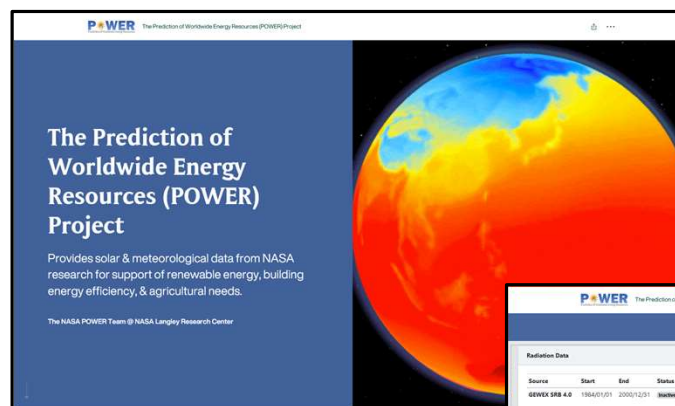 POWER The Prediction of Worldwide Energy Resources (POWER) Project
The Prediction of
Worldwide Energy
Resources (POWER)
Project
Provides solar & meteorological data from NASA
research for support of renewable energy, building
energy efficiency, & agricultural needs.
The NASA POWER Team @ NASA Langley Research Center
POWER The Prediction o
Radiation Data
Source Start End Status
GEWEX SRB 4.0 1984/01/01 2000/12/31